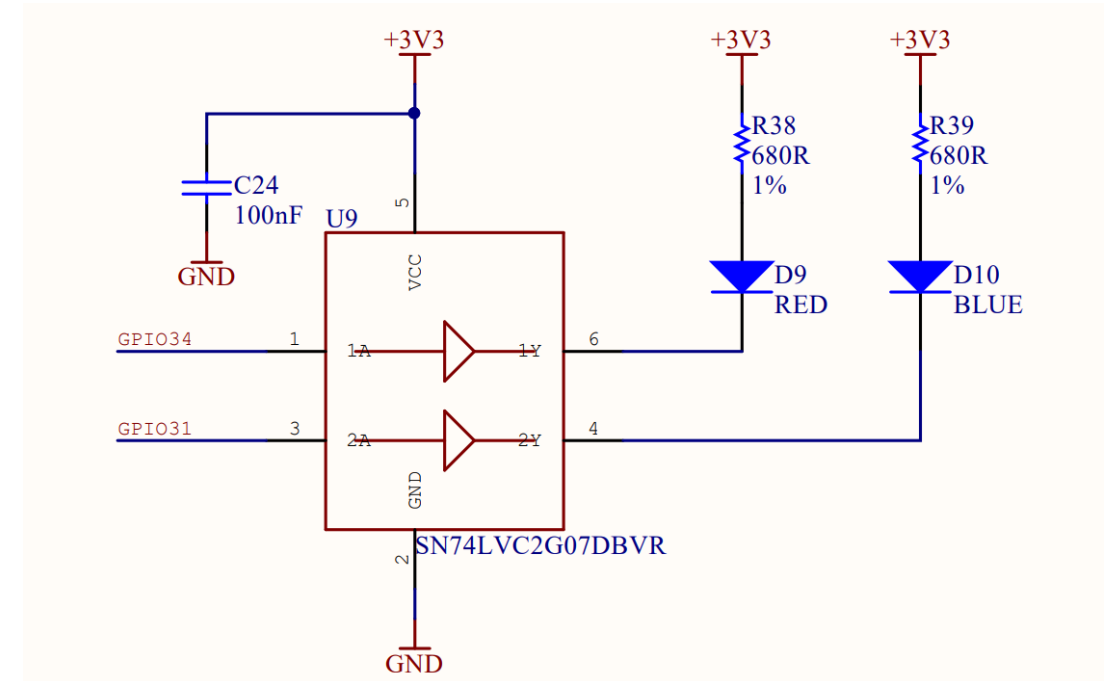 +3V3
+3V3
+3V3
R38
680R
1%
R39
680R
1%
C24
100nF
GND
U9
5
VCC
D9
RED
D10
BLUE
GPIO34
1
1A
1Y
6
GPIO31
3
2A
2Y
4
GND
SN74LVC2G07DBVR
2
GND